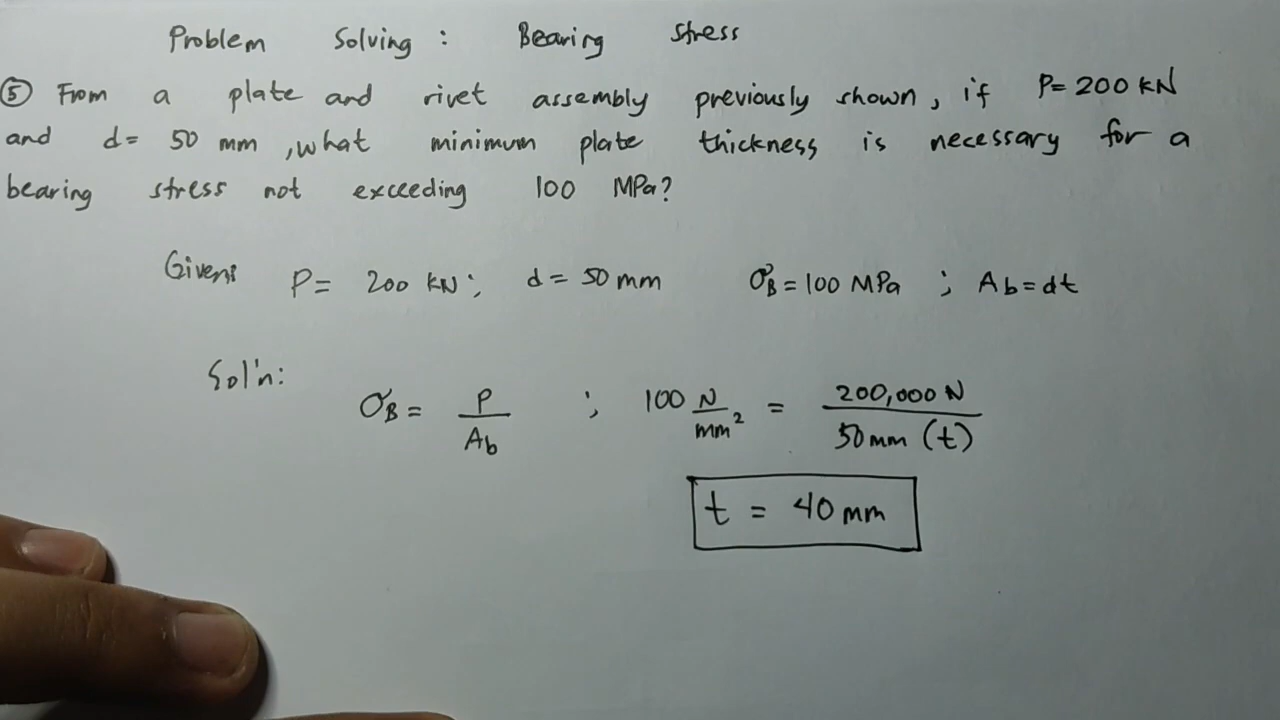 Problem Solving : Bearing Stress
⑤ From a plate and rivet assembly previously shown, if P= 200 kN
and d= 50 mm, what minimum plate thickness is necessary for a
bearing stress not exceeding 100 MPa?
Given: P= 200 kN; d= 50 mm σB = 100 MPa ; Ab = dt
Sol'n:
σB = P/Ab ; 100 N/mm² = 200,000 N / 50 mm (t)
t = 40 mm